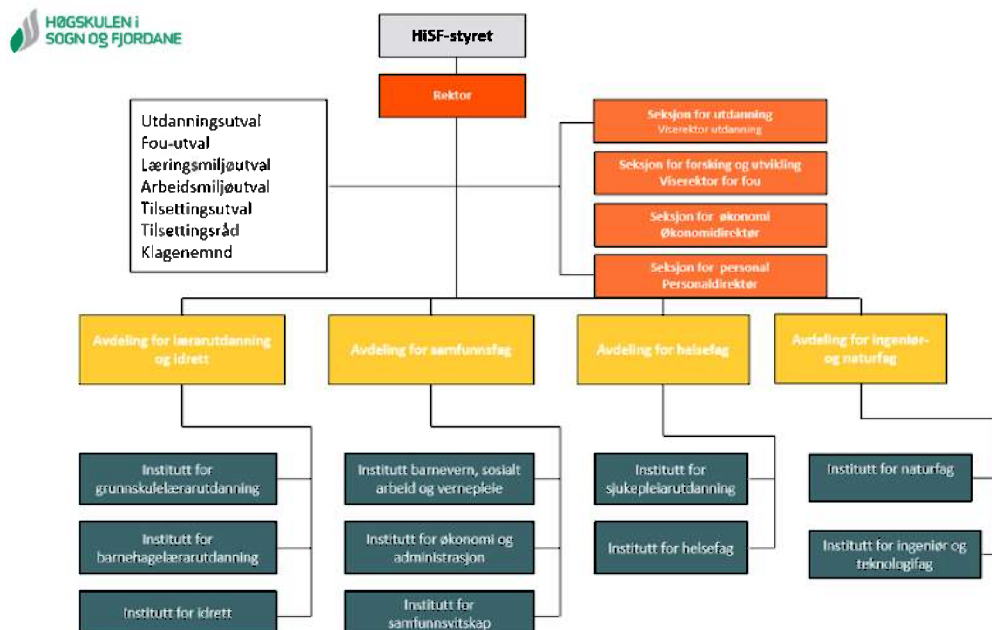 HØGSKULEN i
SOGN OG FJORDANE
HiSF-styret
Rektor
Utdanningsutval
Fou-utval
Læringsmiljøutval
Arbeidsmiljøutval
Tilsettingsutval
Tilsettingsråd
Klagenemnd
Seksjon for utdanning
Viserektor utdanning
Seksjon for forsking og utvikling
Viserektor for fou
Seksjon for økonomi
Økonomidirektør
Seksjon for personal
Personaldirektør
Avdeling for lærarutdanning
og idrett
Avdeling for samfunnsfag
Avdeling for helsefag
Avdeling for ingeniør-
og naturfag
Institutt for
grunnskulelærarutdanning
Institutt for
barnehagelærarutdanning
Institutt for idrett
Institutt barnevern, sosialt
arbeid og vernepleie
Institutt for økonomi og
administrasjon
Institutt for
samfunnsvitskap
Institutt for
sjukepleiarutdanning
Institutt for helsefag
Institutt for naturfag
Institutt for ingeniør og
teknologifag